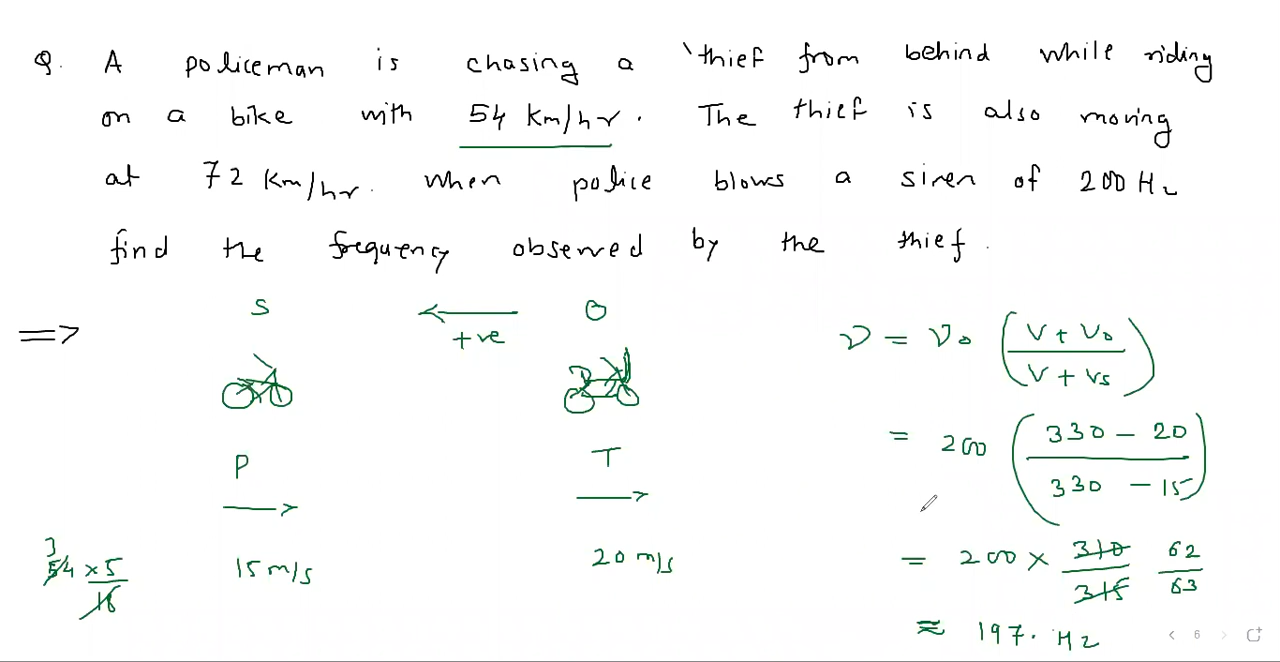 Q. A policeman is chasing a thief from behind while riding
on a bike with 54 Km/hr. The thief is also moving
at 72 Km/hr. When police blows a siren of 200 Hz
find the frequency observed by the thief.
=>
S
+ve
O
P
T
15 m/s
20 m/s
3
54 × 5
18
ν = ν₀ (V + V₀ / V + Vs)
= 200 (330 - 20 / 330 - 15)
= 200 × 310/315 62/63
≈ 197. Hz
< 6 >